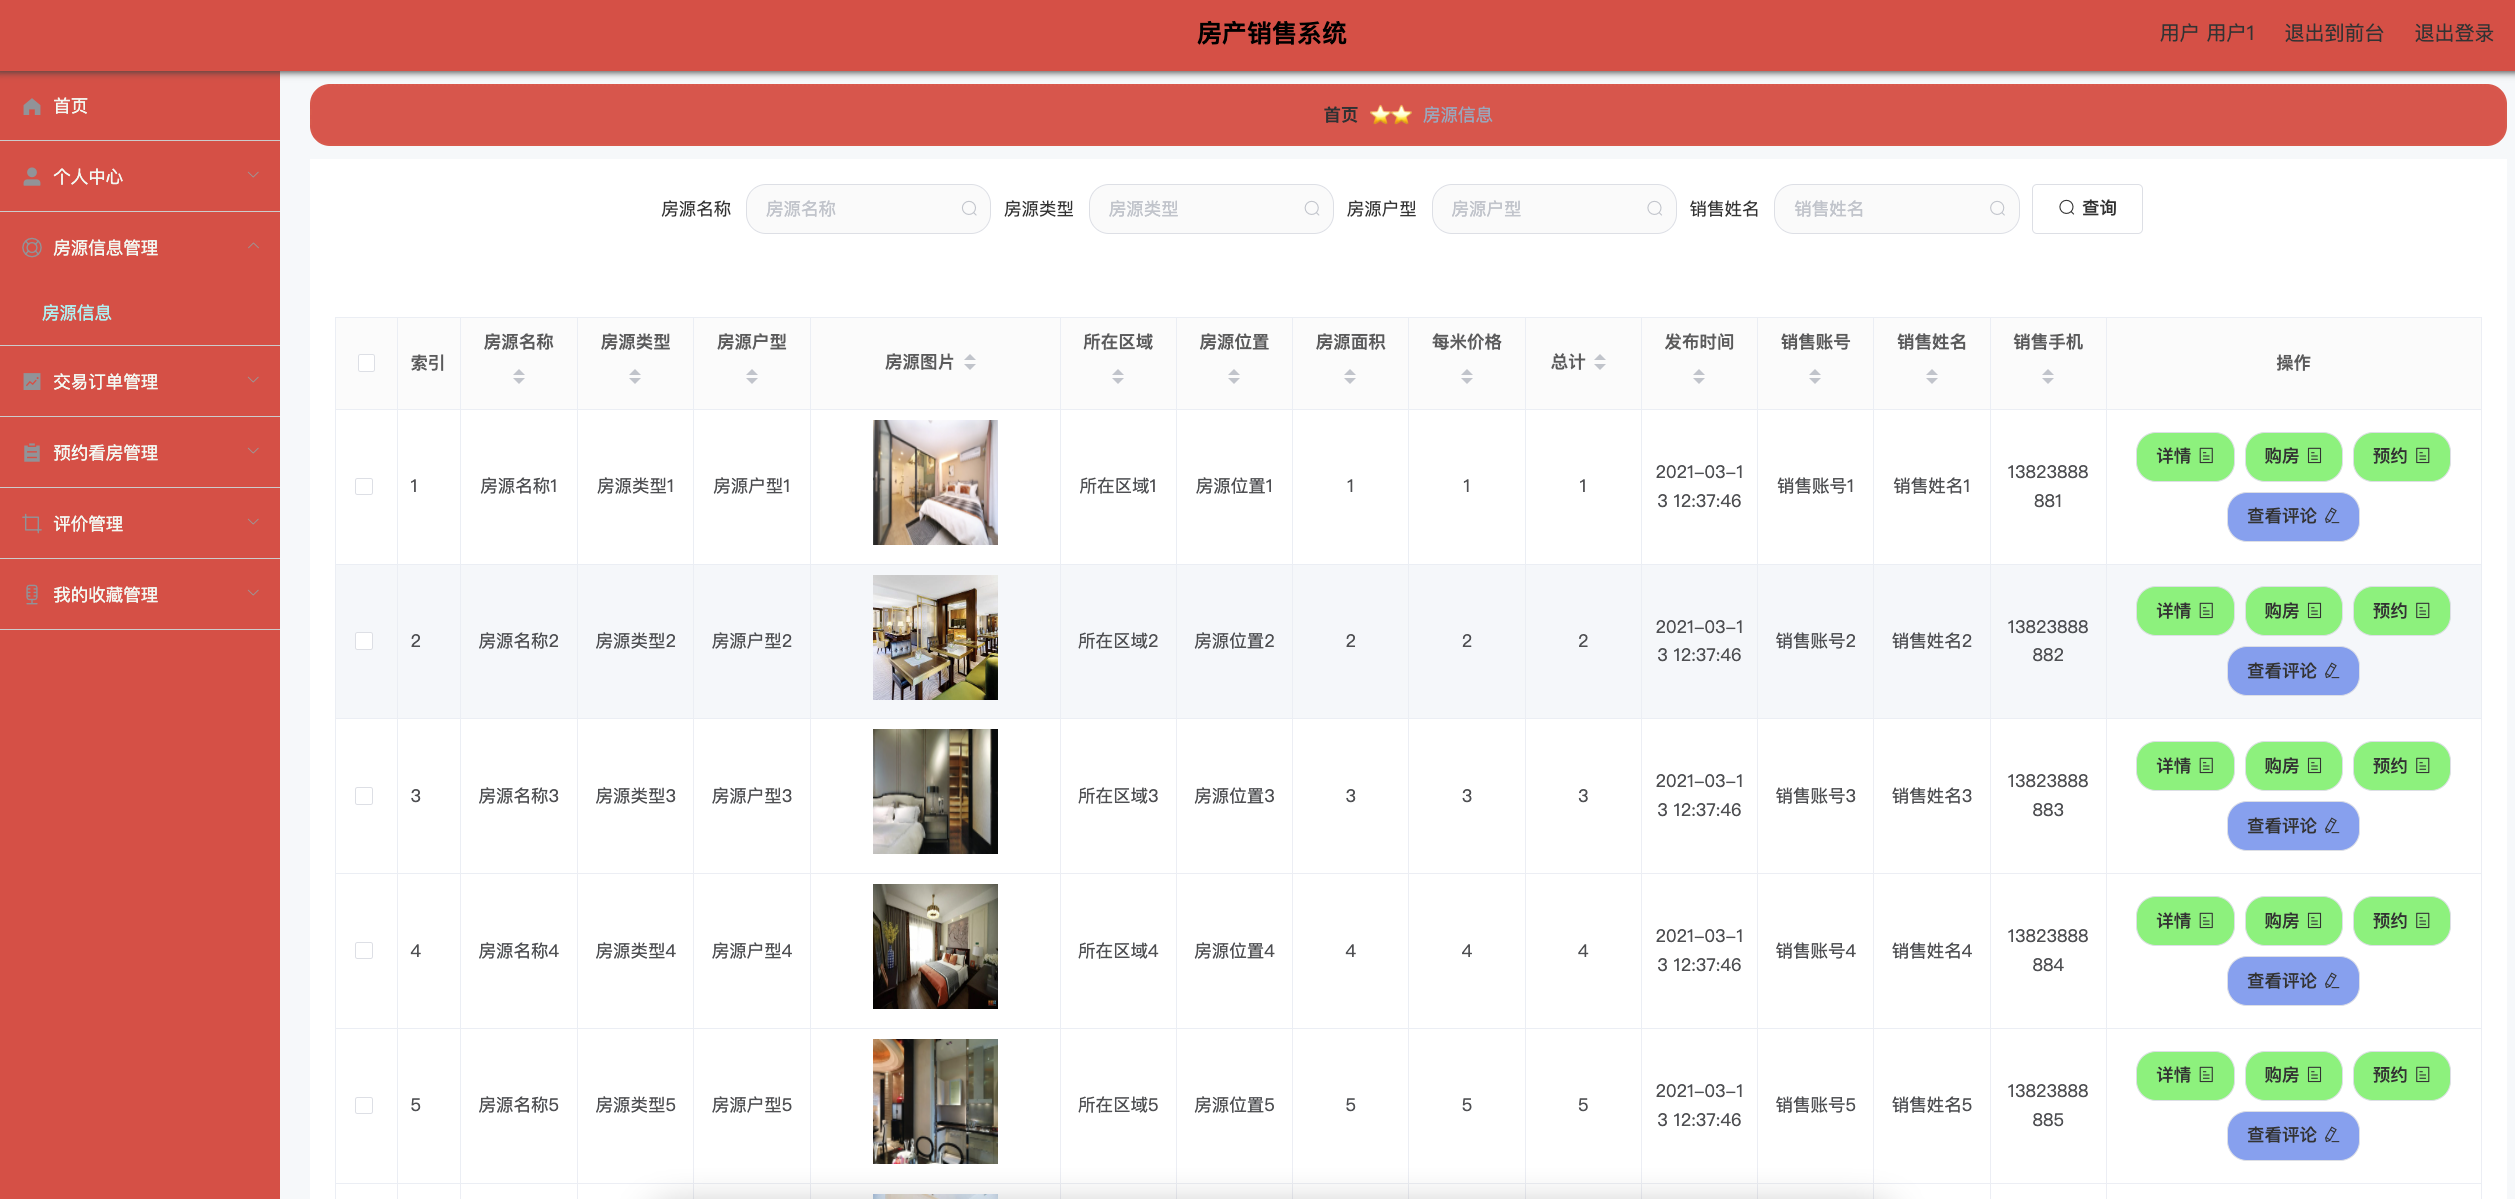 房产销售系统
用户 用户1 退出到前台 退出登录
首页
个人中心
房源信息管理
房源信息
交易订单管理
预约看房管理
评价管理
我的收藏管理
首页 ⭐⭐ 房源信息
房源名称 房源名称 房源类型 房源类型 房源户型 房源户型 销售姓名 销售姓名 查询
索引 房源名称 房源类型 房源户型 房源图片 所在区域 房源位置 房源面积 每米价格 总计 发布时间 销售账号 销售姓名 销售手机 操作
1 房源名称1 房源类型1 房源户型1 所在区域1 房源位置1 1 1 1 2021-03-1
3 12:37:46 销售账号1 销售姓名1 13823888
881 详情 购房 预约
查看评论
2 房源名称2 房源类型2 房源户型2 所在区域2 房源位置2 2 2 2 2021-03-1
3 12:37:46 销售账号2 销售姓名2 13823888
882 详情 购房 预约
查看评论
3 房源名称3 房源类型3 房源户型3 所在区域3 房源位置3 3 3 3 2021-03-1
3 12:37:46 销售账号3 销售姓名3 13823888
883 详情 购房 预约
查看评论
4 房源名称4 房源类型4 房源户型4 所在区域4 房源位置4 4 4 4 2021-03-1
3 12:37:46 销售账号4 销售姓名4 13823888
884 详情 购房 预约
查看评论
5 房源名称5 房源类型5 房源户型5 所在区域5 房源位置5 5 5 5 2021-03-1
3 12:37:46 销售账号5 销售姓名5 13823888
885 详情 购房 预约
查看评论